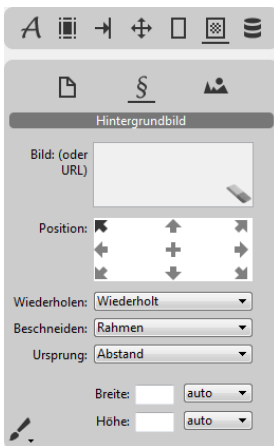 A
§
Hintergrundbild
Bild: (oder
URL)
Position:
Wiederholen: Wiederholt
Beschneiden: Rahmen
Ursprung: Abstand
Breite: auto
Höhe: auto